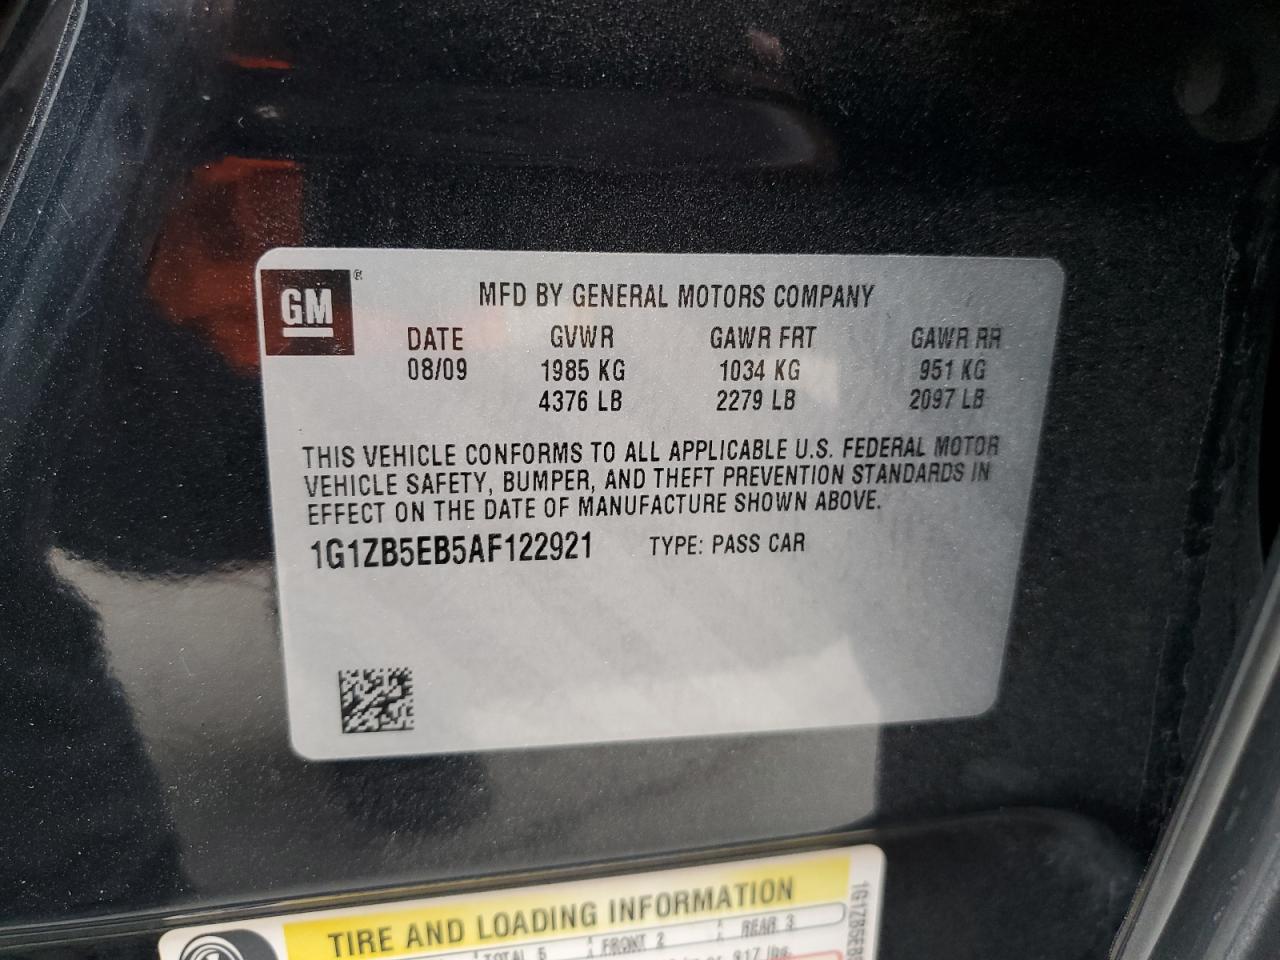 GM®
MFD BY GENERAL MOTORS COMPANY
DATE GVWR GAWR FRT GAWR RR
08/09 1985 KG 1034 KG 951 KG
4376 LB 2279 LB 2097 LB
THIS VEHICLE CONFORMS TO ALL APPLICABLE U.S. FEDERAL MOTOR
VEHICLE SAFETY, BUMPER, AND THEFT PREVENTION STANDARDS IN
EFFECT ON THE DATE OF MANUFACTURE SHOWN ABOVE.
1G1ZB5EB5AF122921 TYPE: PASS CAR
TIRE AND LOADING INFORMATION
TOTAL 5 FRONT 2 REAR 3
or 917 lbs.